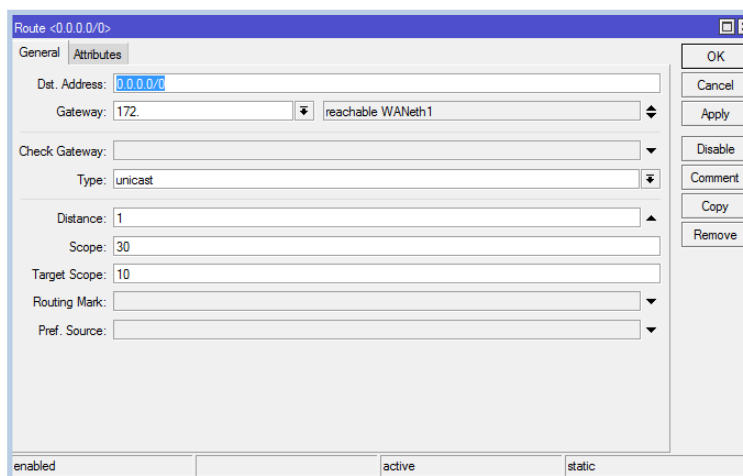 Route <0.0.0.0/0>
General Attributes
OK
Dst. Address: 0.0.0.0/0
Cancel
Gateway: 172. reachable WANeth1
Apply
Check Gateway:
Disable
Type: unicast
Comment
Copy
Distance: 1
Remove
Scope: 30
Target Scope: 10
Routing Mark:
Pref. Source:
enabled active static